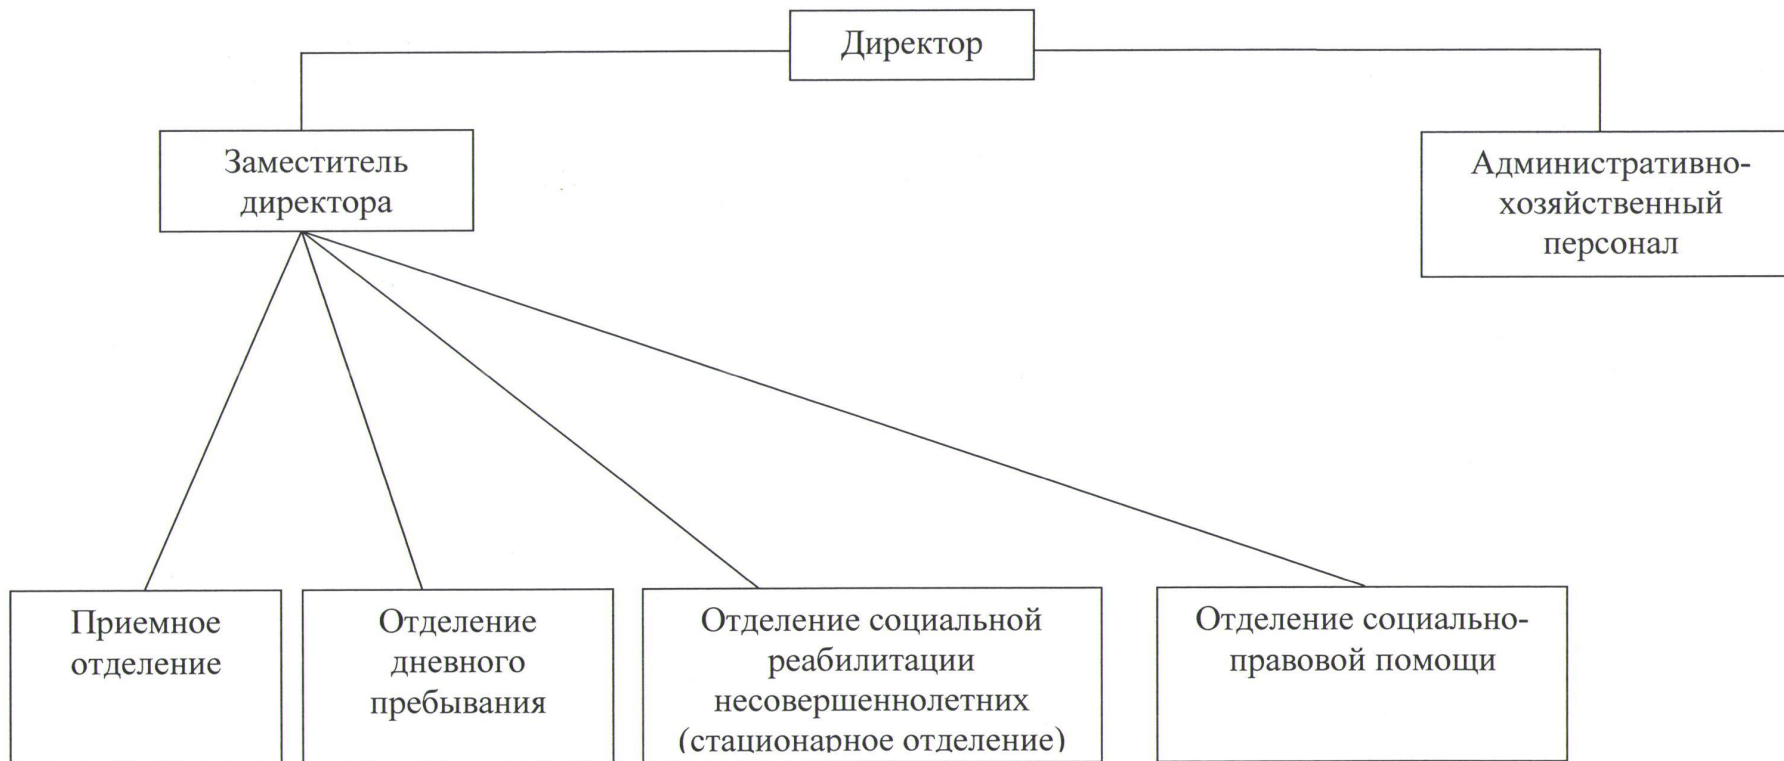 Директор
Заместитель
директора
Административно-
хозяйственный
персонал
Приемное
отделение
Отделение
дневного
пребывания
Отделение социальной
реабилитации
несовершеннолетних
(стационарное отделение)
Отделение социально-
правовой помощи